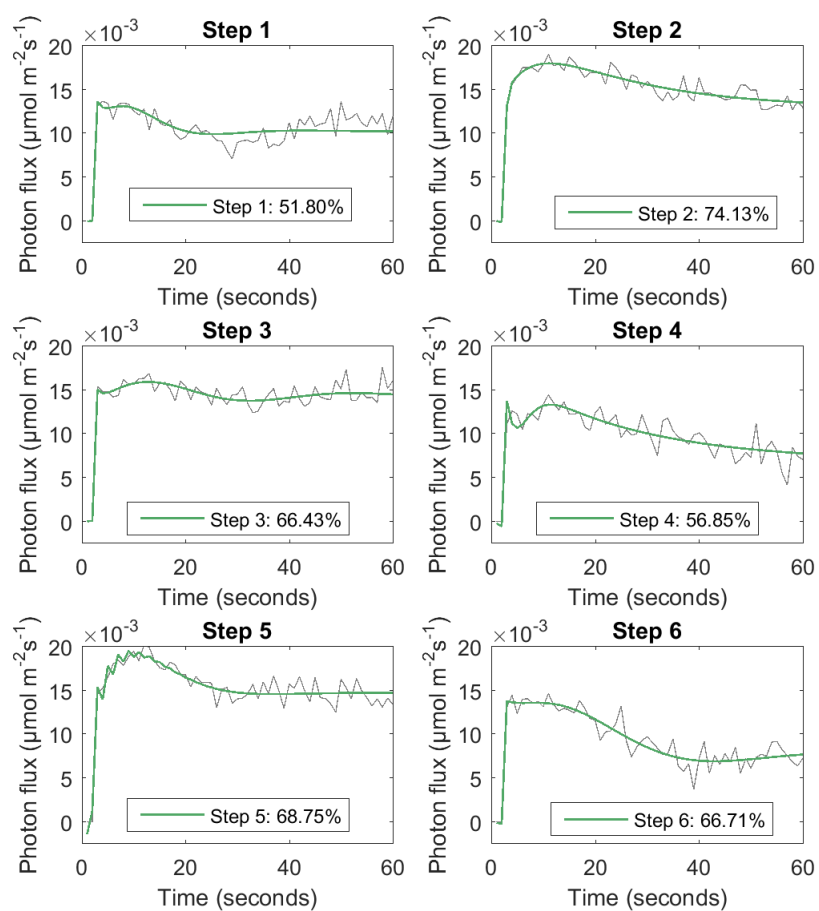 ×10⁻³
Step 1
Photon flux (µmol m⁻²s⁻¹)
20
15
10
5
0
Step 1: 51.80%
0 20 40 60
Time (seconds)
×10⁻³
Step 2
Photon flux (µmol m⁻²s⁻¹)
20
15
10
5
0
Step 2: 74.13%
0 20 40 60
Time (seconds)
×10⁻³
Step 3
Photon flux (µmol m⁻²s⁻¹)
20
15
10
5
0
Step 3: 66.43%
0 20 40 60
Time (seconds)
×10⁻³
Step 4
Photon flux (µmol m⁻²s⁻¹)
20
15
10
5
0
Step 4: 56.85%
0 20 40 60
Time (seconds)
×10⁻³
Step 5
Photon flux (µmol m⁻²s⁻¹)
20
15
10
5
0
Step 5: 68.75%
0 20 40 60
Time (seconds)
×10⁻³
Step 6
Photon flux (µmol m⁻²s⁻¹)
20
15
10
5
0
Step 6: 66.71%
0 20 40 60
Time (seconds)